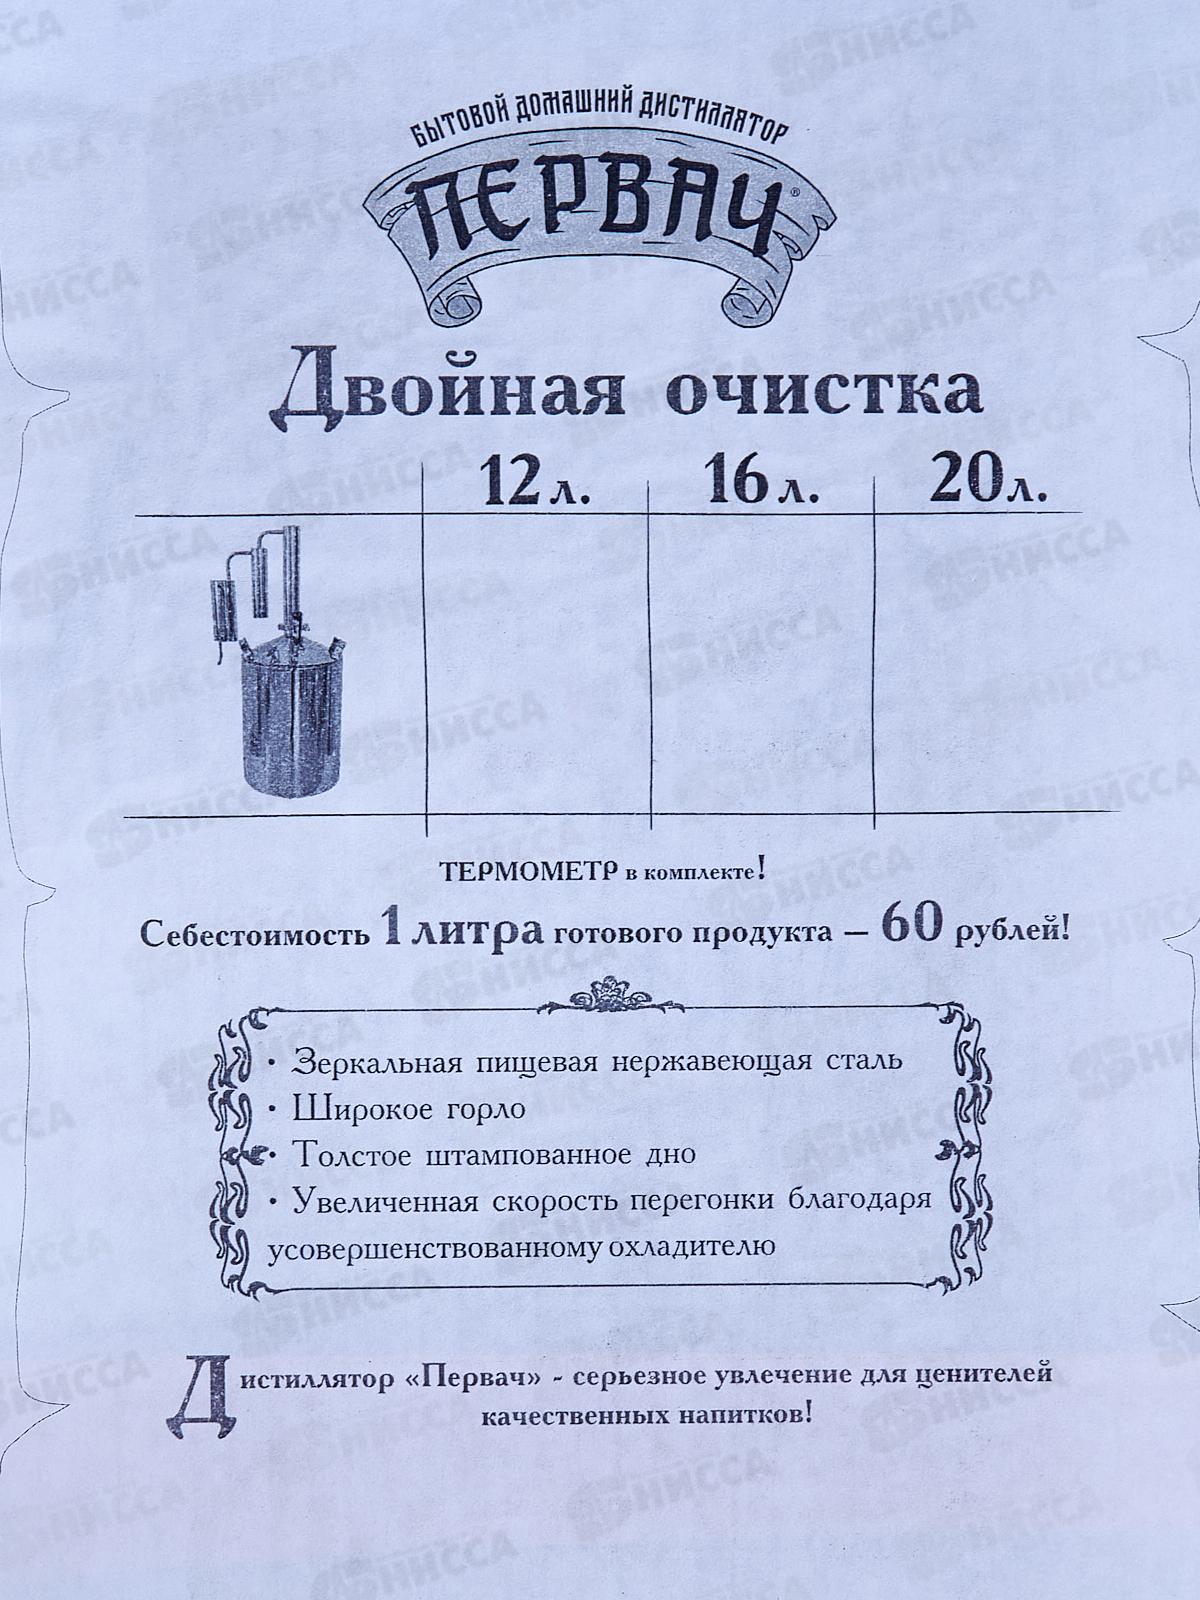 БЫТОВОЙ ДОМАШНИЙ ДИСТИЛЛЯТОР
ПЕРВАЧ®
Двойная очистка
12 л. 16 л. 20 л.
ТЕРМОМЕТР в комплекте!
Себестоимость 1 литра готового продукта – 60 рублей!
• Зеркальная пищевая нержавеющая сталь
• Широкое горло
• Толстое штампованное дно
• Увеличенная скорость перегонки благодаря
усовершенствованному охладителю
Дистиллятор «Первач» - серьезное увлечение для ценителей
качественных напитков!